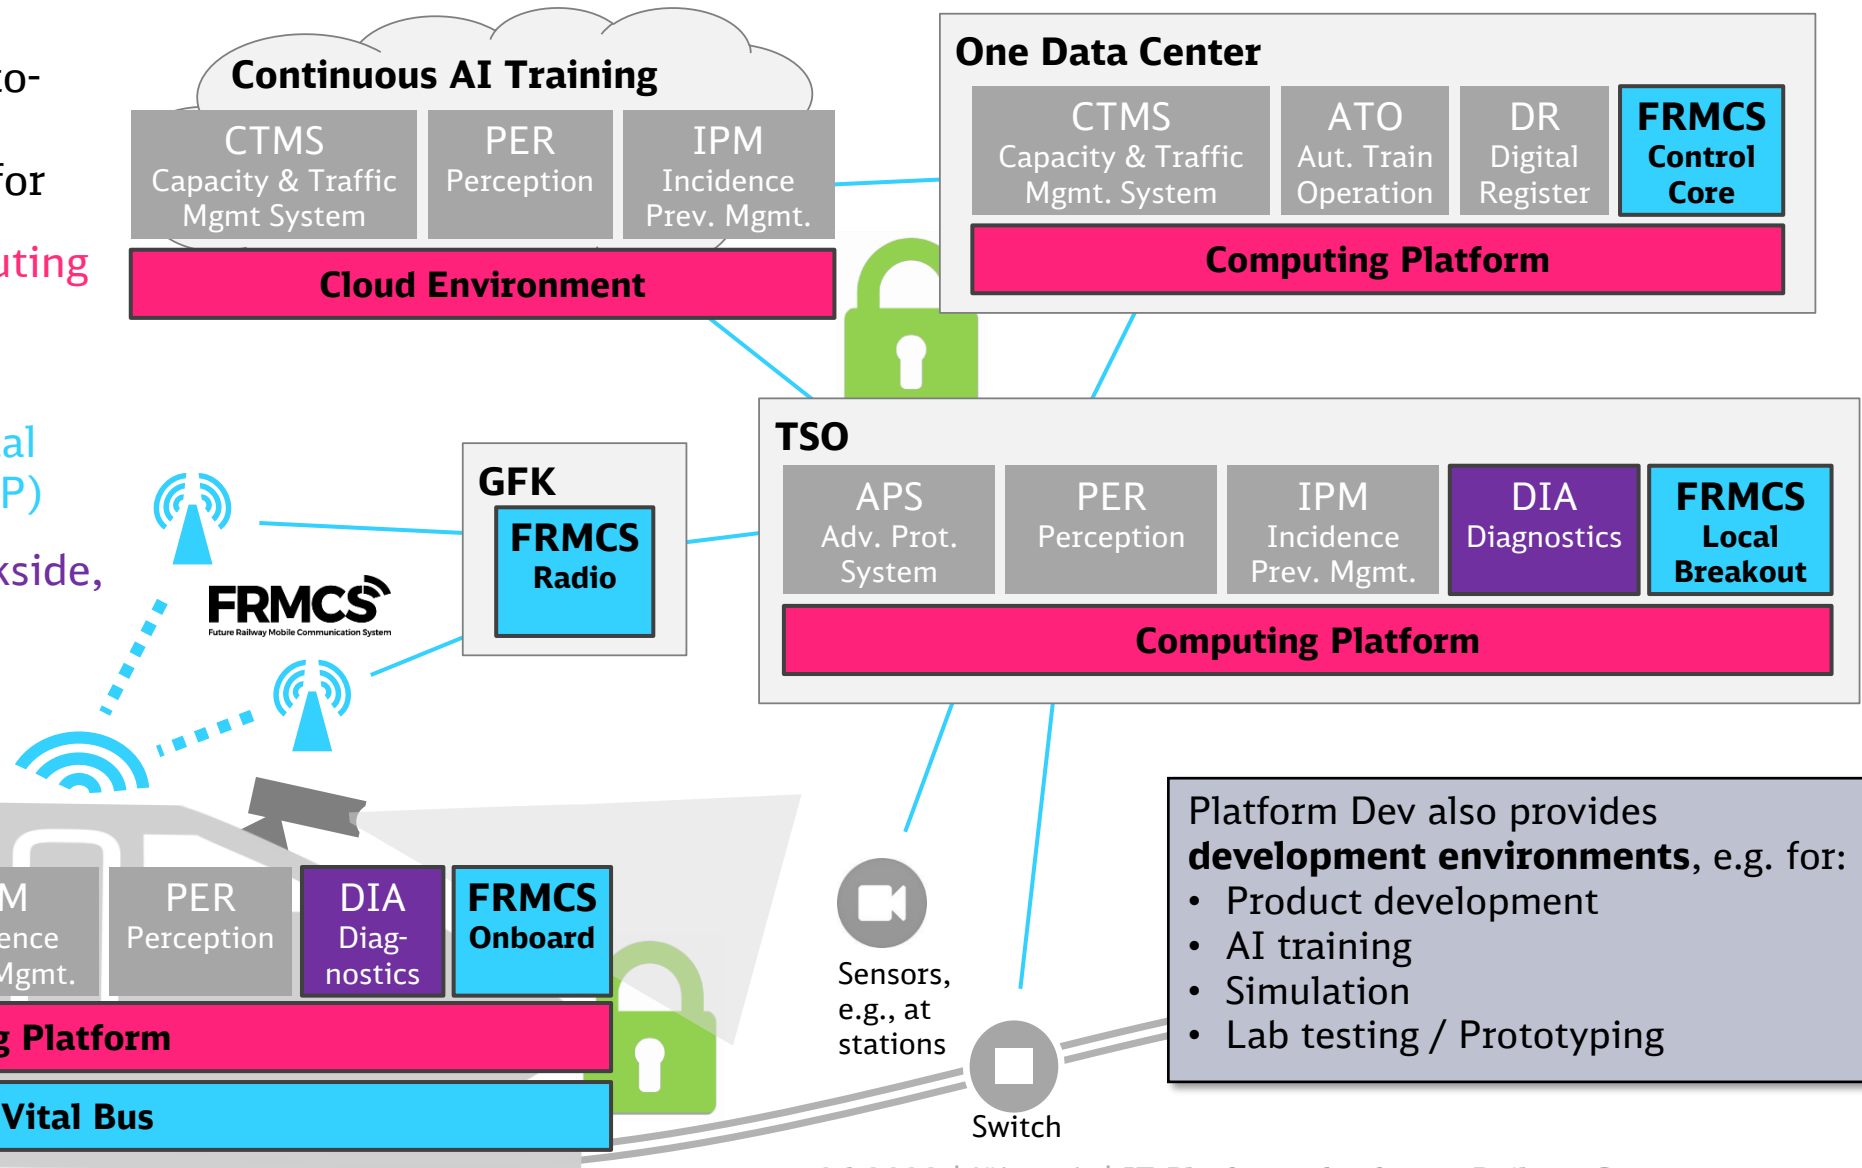 for
Continuous AI Training
CTMS
Capacity & Traffic
Mgmt System
PER
Perception
IPM
Incidence
Prev. Mgmt.
Cloud Environment
One Data Center
CTMS
Capacity & Traffic
Mgmt. System
ATO
Aut. Train
Operation
DR
Digital
Register
FRMCS
Control
Core
Computing Platform
P)
GFK
FRMCS
Radio
FRMCS
Future Railway Mobile Communication System
TSO
APS
Adv. Prot.
System
PER
Perception
IPM
Incidence
Prev. Mgmt.
DIA
Diagnostics
FRMCS
Local
Breakout
Computing Platform
M
Mgmt.
PER
Perception
DIA
Diag-
nostics
FRMCS
Onboard
Platform
Vital Bus
Sensors,
e.g., at
stations
Switch
Platform Dev also provides
development environments, e.g. for:
• Product development
• AI training
• Simulation
• Lab testing / Prototyping